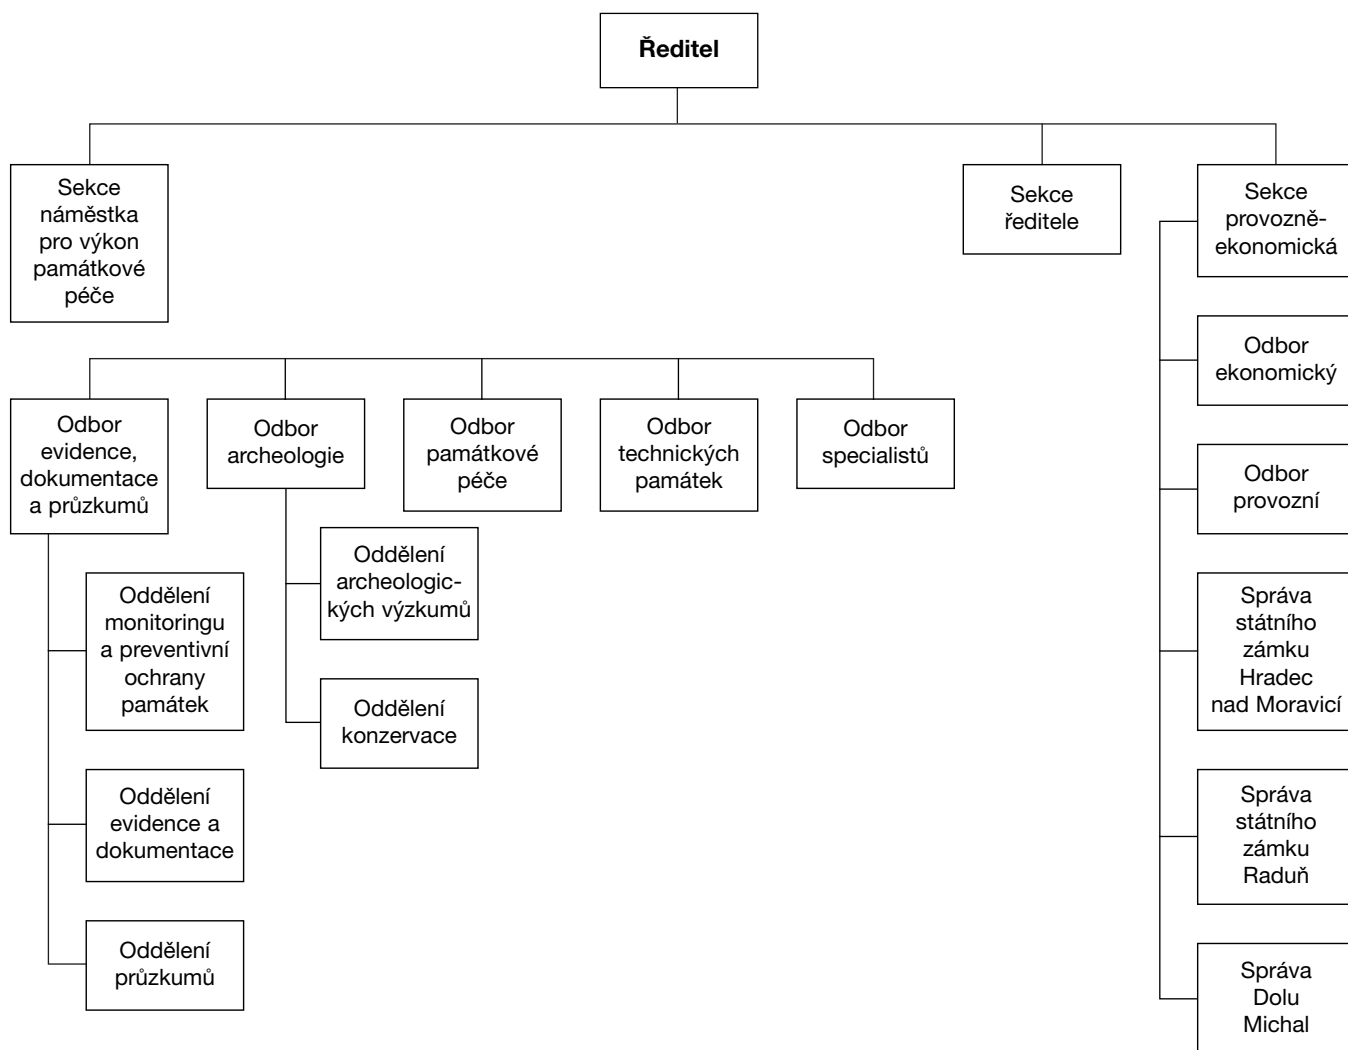 Ředitel
Sekce
náměstka
pro výkon
památkové
péče
Sekce
ředitele
Sekce
provozně-
ekonomická
Odbor
ekonomický
Odbor
provozní
Správa
státního
zámku
Hradec
nad Moravicí
Správa
státního
zámku
Raduň
Správa
Dolu
Michal
Odbor
evidence,
dokumentace
a průzkumů
Oddělení
monitoringu
a preventivní
ochrany
památek
Oddělení
evidence a
dokumentace
Oddělení
průzkumů
Odbor
archeologie
Oddělení
archeologic-
kých výzkumů
Oddělení
konzervace
Odbor
památkové
péče
Odbor
technických
památek
Odbor
specialistů